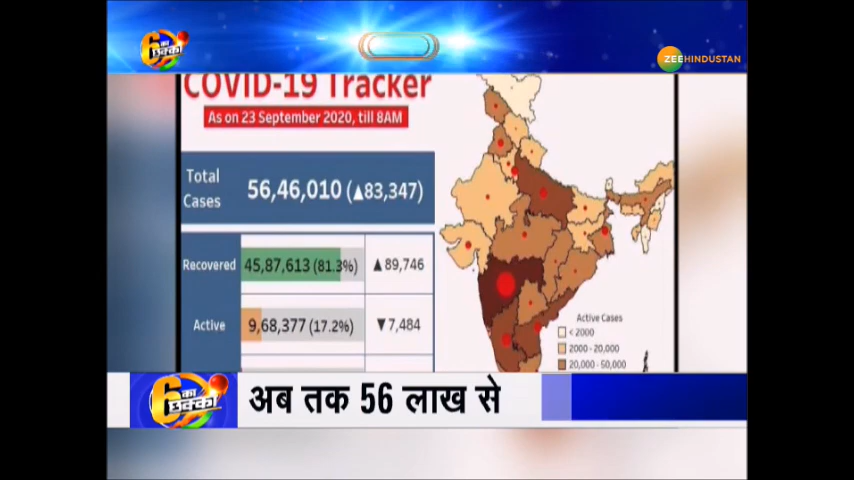 6 का छक्का
ZEE HINDUSTAN
COVID-19 Tracker
As on 23 September 2020, till 8AM
Total Cases
56,46,010 (▲83,347)
Recovered 45,87,613 (81.3%) ▲89,746
Active 9,68,377 (17.2%) ▼7,484
Active Cases
< 2000
2000 - 20,000
20,000 - 50,000
6 का छक्का
अब तक 56 लाख से